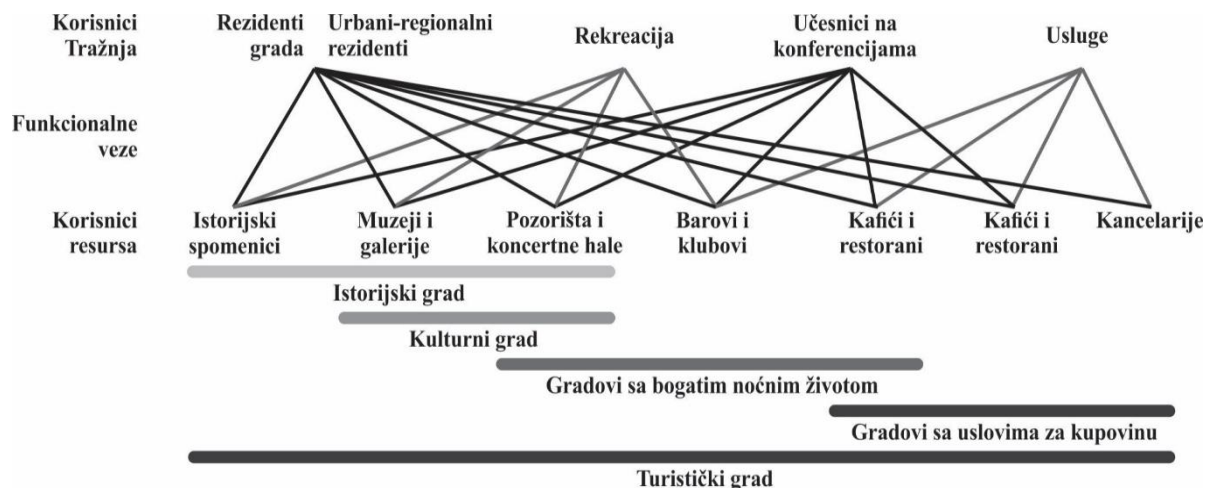 Korisnici
Tražnja
Rezidenti
grada
Urbani-regionalni
rezidenti
Rekreacija
Učesnici na
konferencijama
Usluge
Funkcionalne
veze
Korisnici
resursa
Istorijski
spomenici
Muzeji i
galerije
Pozorišta i
koncertne hale
Barovi i
klubovi
Kafići i
restorani
Kafići i
restorani
Kancelarije
Istorijski grad
Kulturni grad
Gradovi sa bogatim noćnim životom
Gradovi sa uslovima za kupovinu
Turistički grad